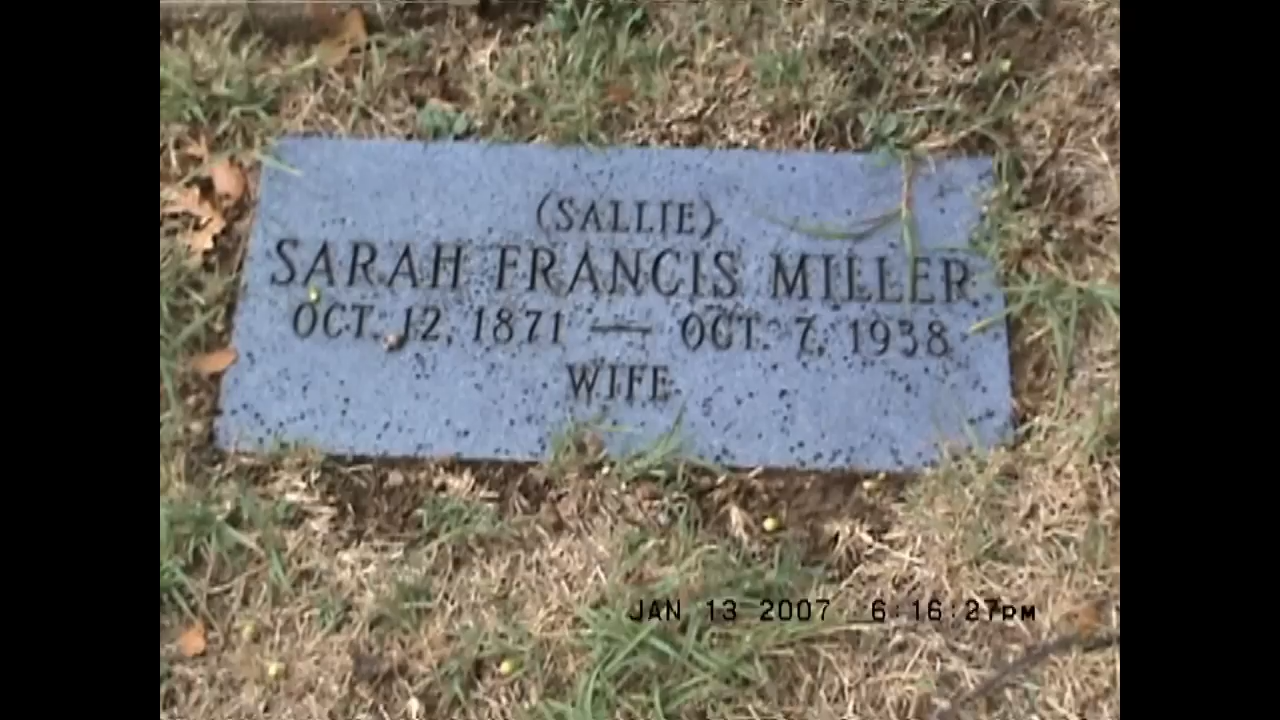 (SALLIE)
SARAH FRANCIS MILLER
OCT. 12, 1871 — OCT. 7, 1938
WIFE
JAN 13 2007 6:16:27PM